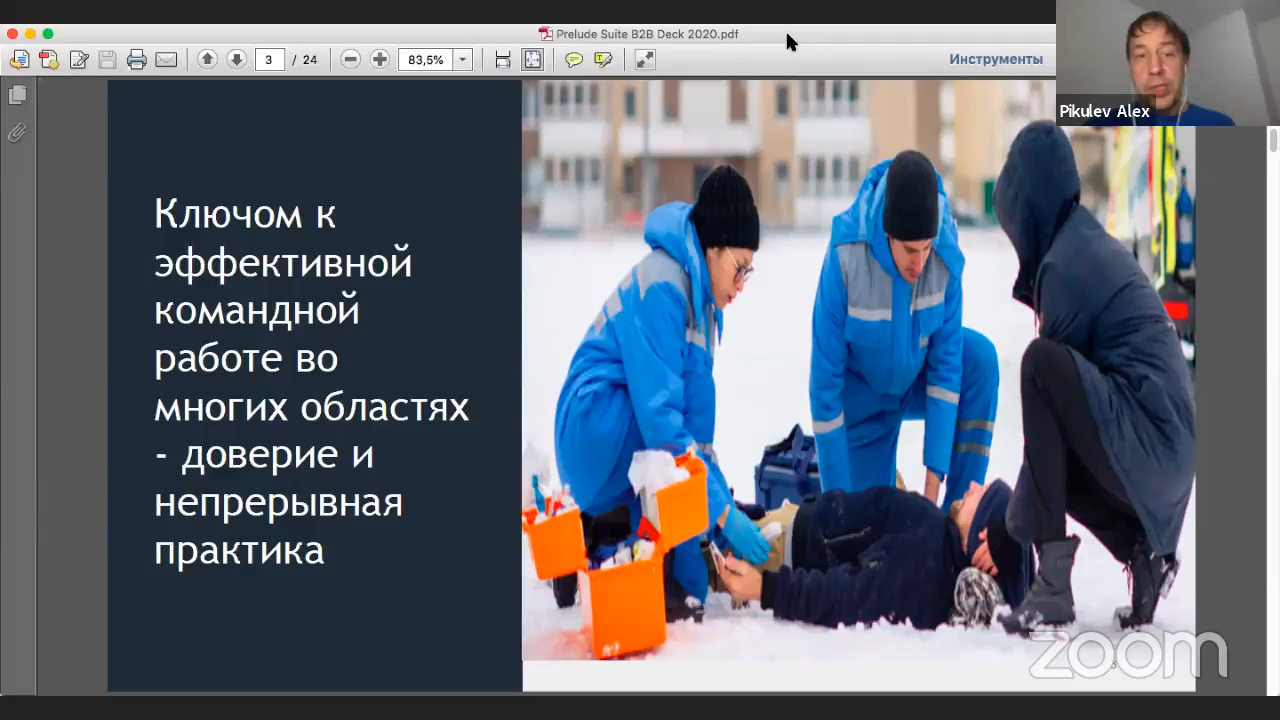 Prelude Suite B2B Deck 2020.pdf
3 / 24
83,5%
Инструменты
Pikulev Alex
Ключом к
эффективной
командной
работе во
многих областях
- доверие и
непрерывная
практика
zoom